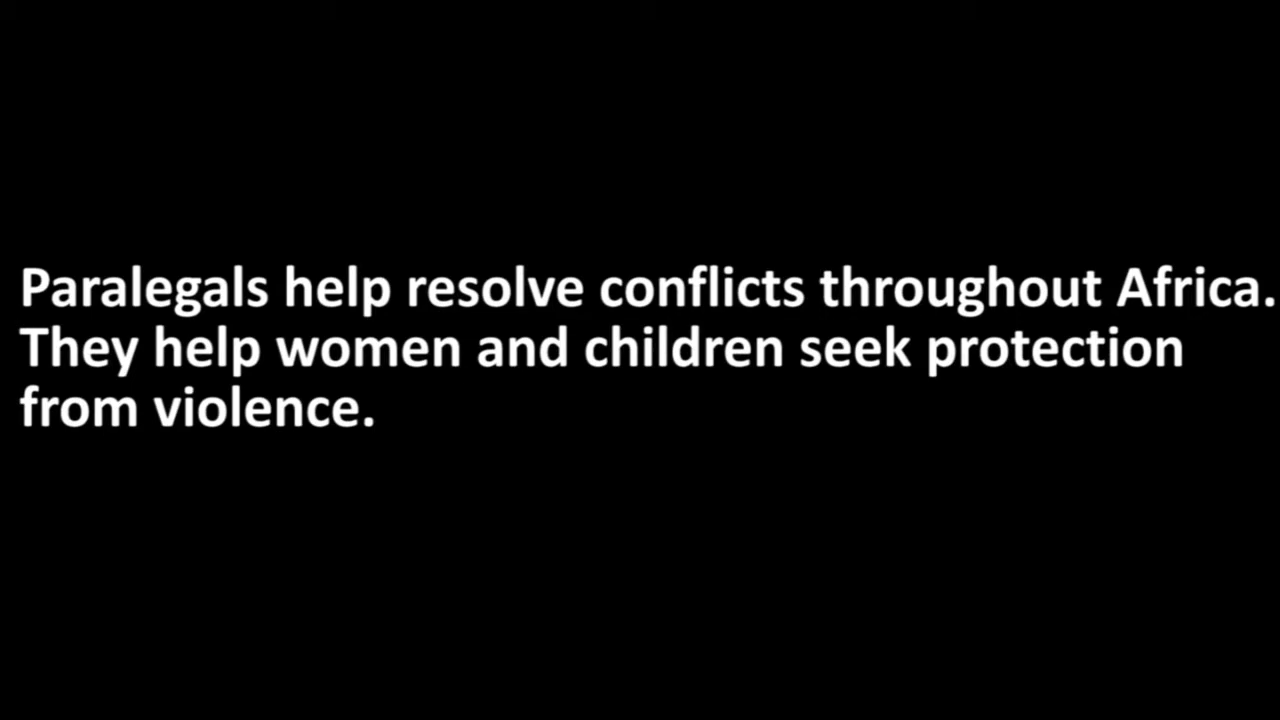 Paralegals help resolve conflicts throughout Africa.
They help women and children seek protection
from violence.